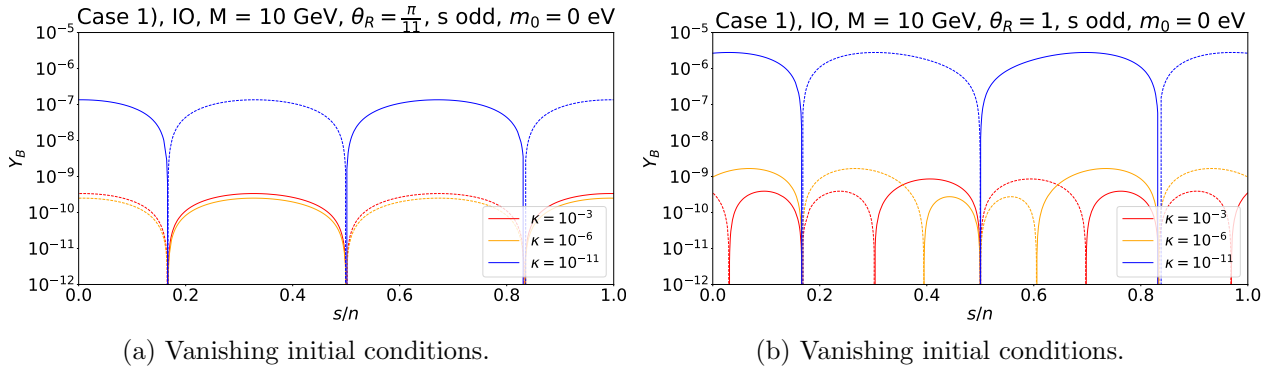 Case 1), IO, M = 10 GeV, θ_R = π/11, s odd, m₀ = 0 eV
10⁻⁵
10⁻⁶
10⁻⁷
10⁻⁸
10⁻⁹
10⁻¹⁰
10⁻¹¹
10⁻¹²
Y_B
κ = 10⁻³
κ = 10⁻⁶
κ = 10⁻¹¹
0.0 0.2 0.4 0.6 0.8 1.0
s/n
(a) Vanishing initial conditions.
Case 1), IO, M = 10 GeV, θ_R = 1, s odd, m₀ = 0 eV
10⁻⁵
10⁻⁶
10⁻⁷
10⁻⁸
10⁻⁹
10⁻¹⁰
10⁻¹¹
10⁻¹²
Y_B
κ = 10⁻³
κ = 10⁻⁶
κ = 10⁻¹¹
0.0 0.2 0.4 0.6 0.8 1.0
s/n
(b) Vanishing initial conditions.